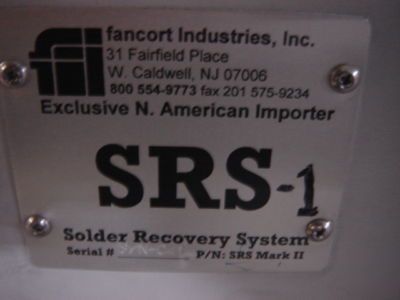 fancort Industries, Inc.
31 Fairfield Place
W. Caldwell, NJ 07006
800 554-9773 fax 201 575-9234
Exclusive N. American Importer
SRS-1
Solder Recovery System
Serial # P/N: SRS Mark II